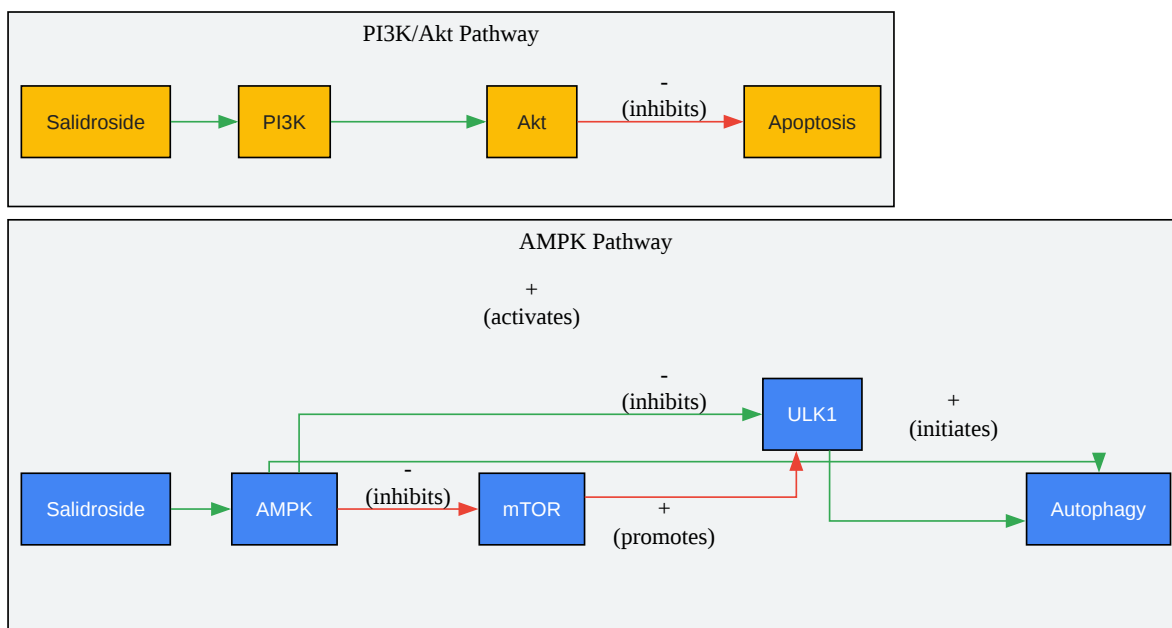 PI3K/Akt Pathway
-
(inhibits)
Salidroside
PI3K
Akt
Apoptosis
AMPK Pathway
+
(activates)
-
(inhibits)
ULK1
+
(initiates)
-
(inhibits)
Salidroside
AMPK
mTOR
+
(promotes)
Autophagy